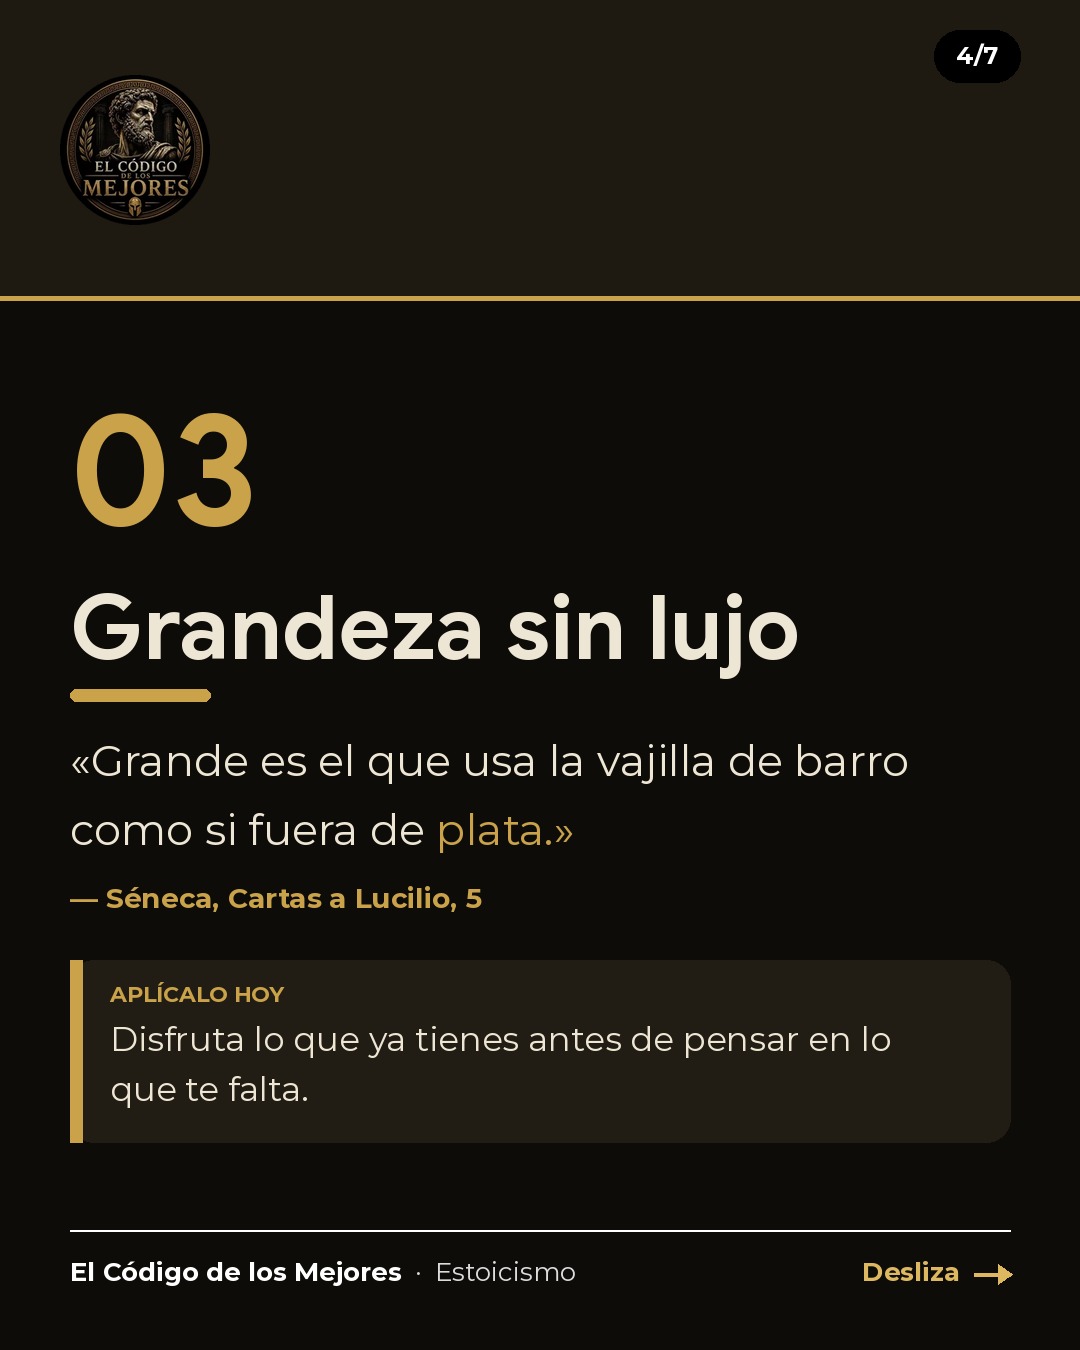 4/7
EL CÓDIGO
DE LOS
MEJORES
03
Grandeza sin lujo
«Grande es el que usa la vajilla de barro
como si fuera de plata.»
— Séneca, Cartas a Lucilio, 5
APLÍCALO HOY
Disfruta lo que ya tienes antes de pensar en lo
que te falta.
El Código de los Mejores · Estoicismo
Desliza